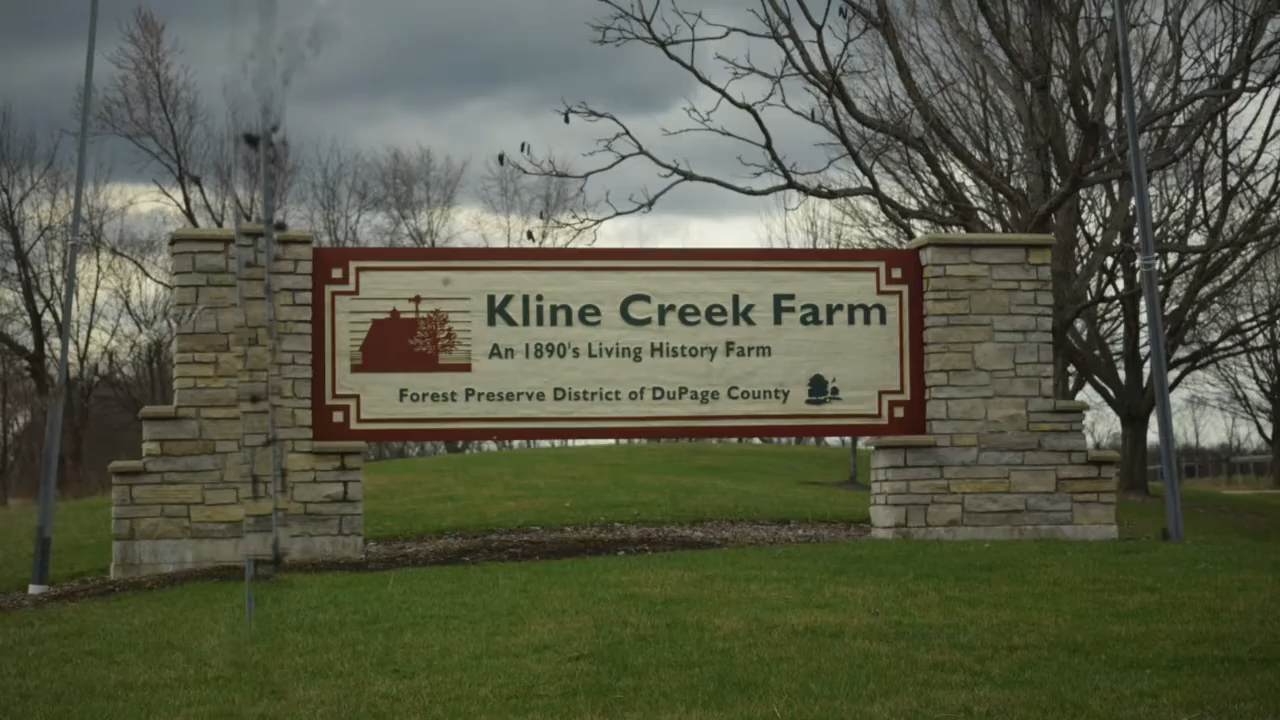 Kline Creek Farm
An 1890's Living History Farm
Forest Preserve District of DuPage County